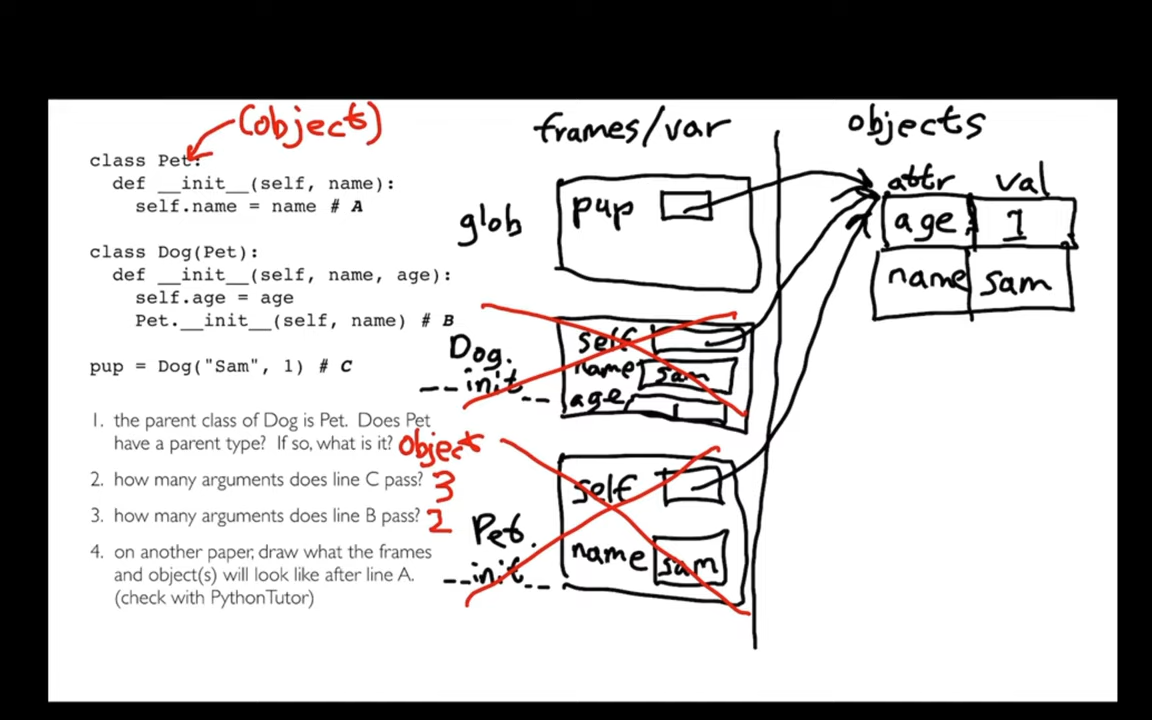 (object)
class Pet:
  def __init__(self, name):
    self.name = name # A
class Dog(Pet):
  def __init__(self, name, age):
    self.age = age
    Pet.__init__(self, name) # B
pup = Dog("Sam", 1) # C
1. the parent class of Dog is Pet. Does Pet
have a parent type? If so, what is it? object
2. how many arguments does line C pass? 3
3. how many arguments does line B pass? 2
4. on another paper, draw what the frames
and object(s) will look like after line A.
(check with PythonTutor)
frames/var
glob
pup
Dog.
__init__
self
name sam
age
Pet.
__init__
self
name sam
objects
attr val
age 1
name sam